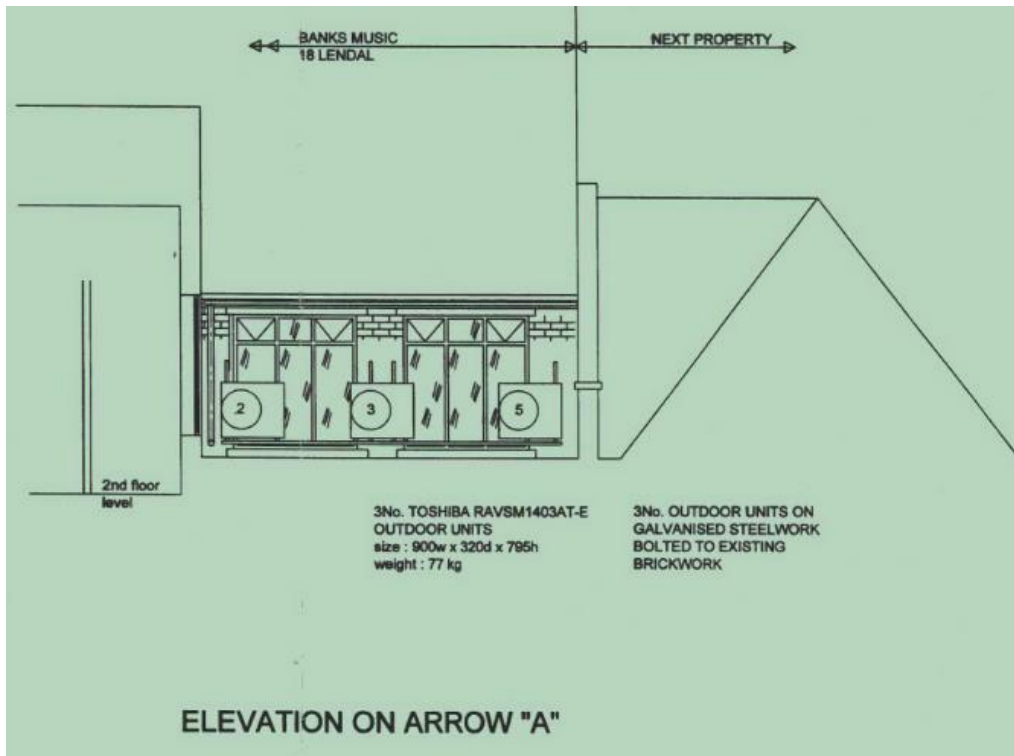 BANKS MUSIC
18 LENDAL
NEXT PROPERTY
2
3
5
2nd floor
level
3No. TOSHIBA RAVSM1403AT-E
OUTDOOR UNITS
size : 900w x 320d x 795h
weight : 77 kg
3No. OUTDOOR UNITS ON
GALVANISED STEELWORK
BOLTED TO EXISTING
BRICKWORK
ELEVATION ON ARROW "A"